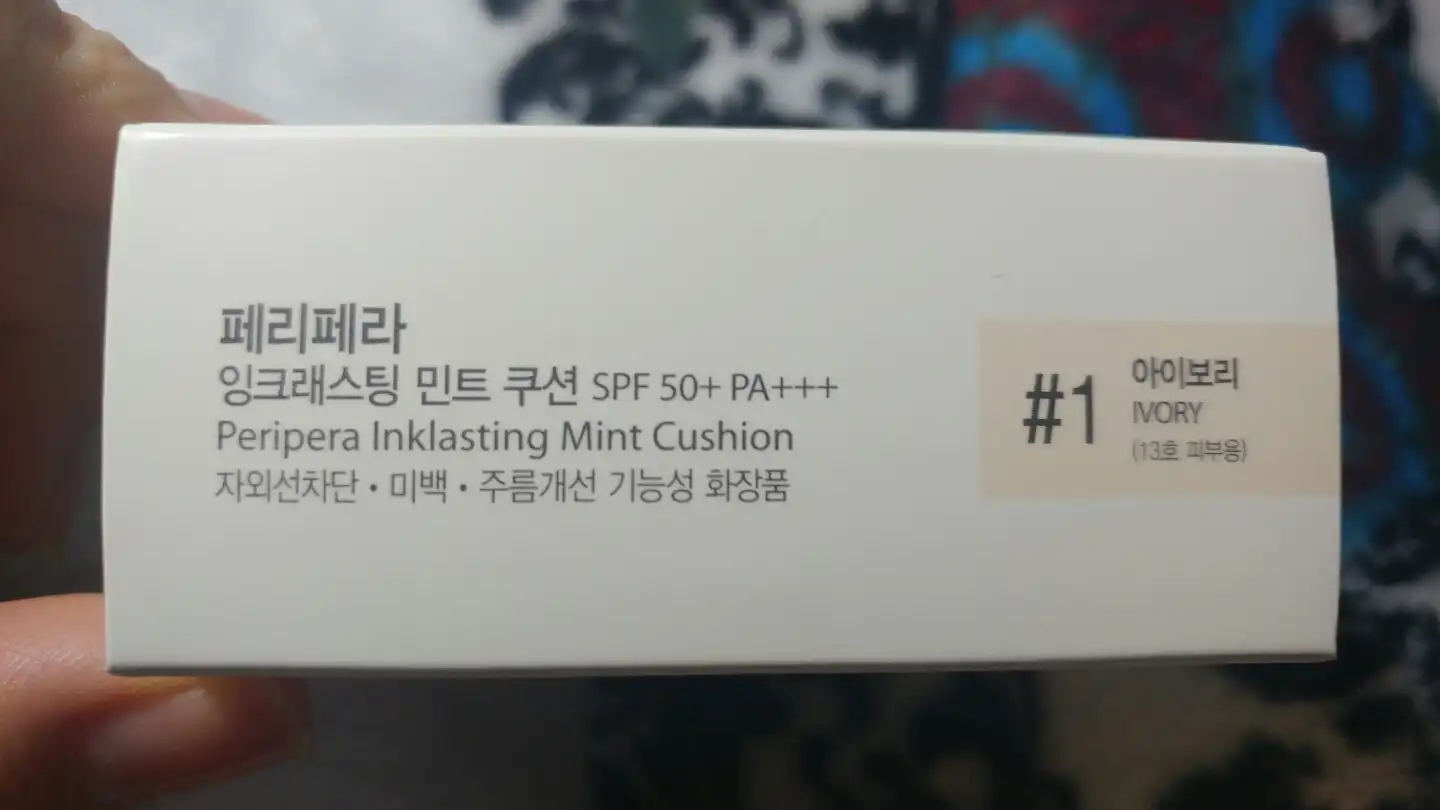 페리페라
잉크래스팅 민트 쿠션 SPF 50+ PA+++
Peripera Inklasting Mint Cushion
자외선차단 • 미백 • 주름개선 기능성 화장품
#1
아이보리
IVORY
(13호 피부용)